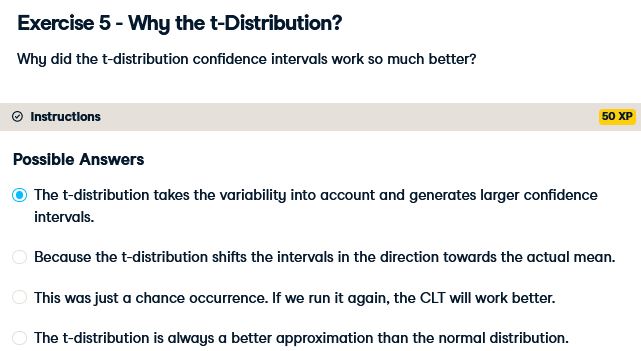 Exercise 5 - Why the t-Distribution?
Why did the t-distribution confidence intervals work so much better?
Instructions
50 XP
Possible Answers
The t-distribution takes the variability into account and generates larger confidence
intervals.
Because the t-distribution shifts the intervals in the direction towards the actual mean.
This was just a chance occurrence. If we run it again, the CLT will work better.
The t-distribution is always a better approximation than the normal distribution.